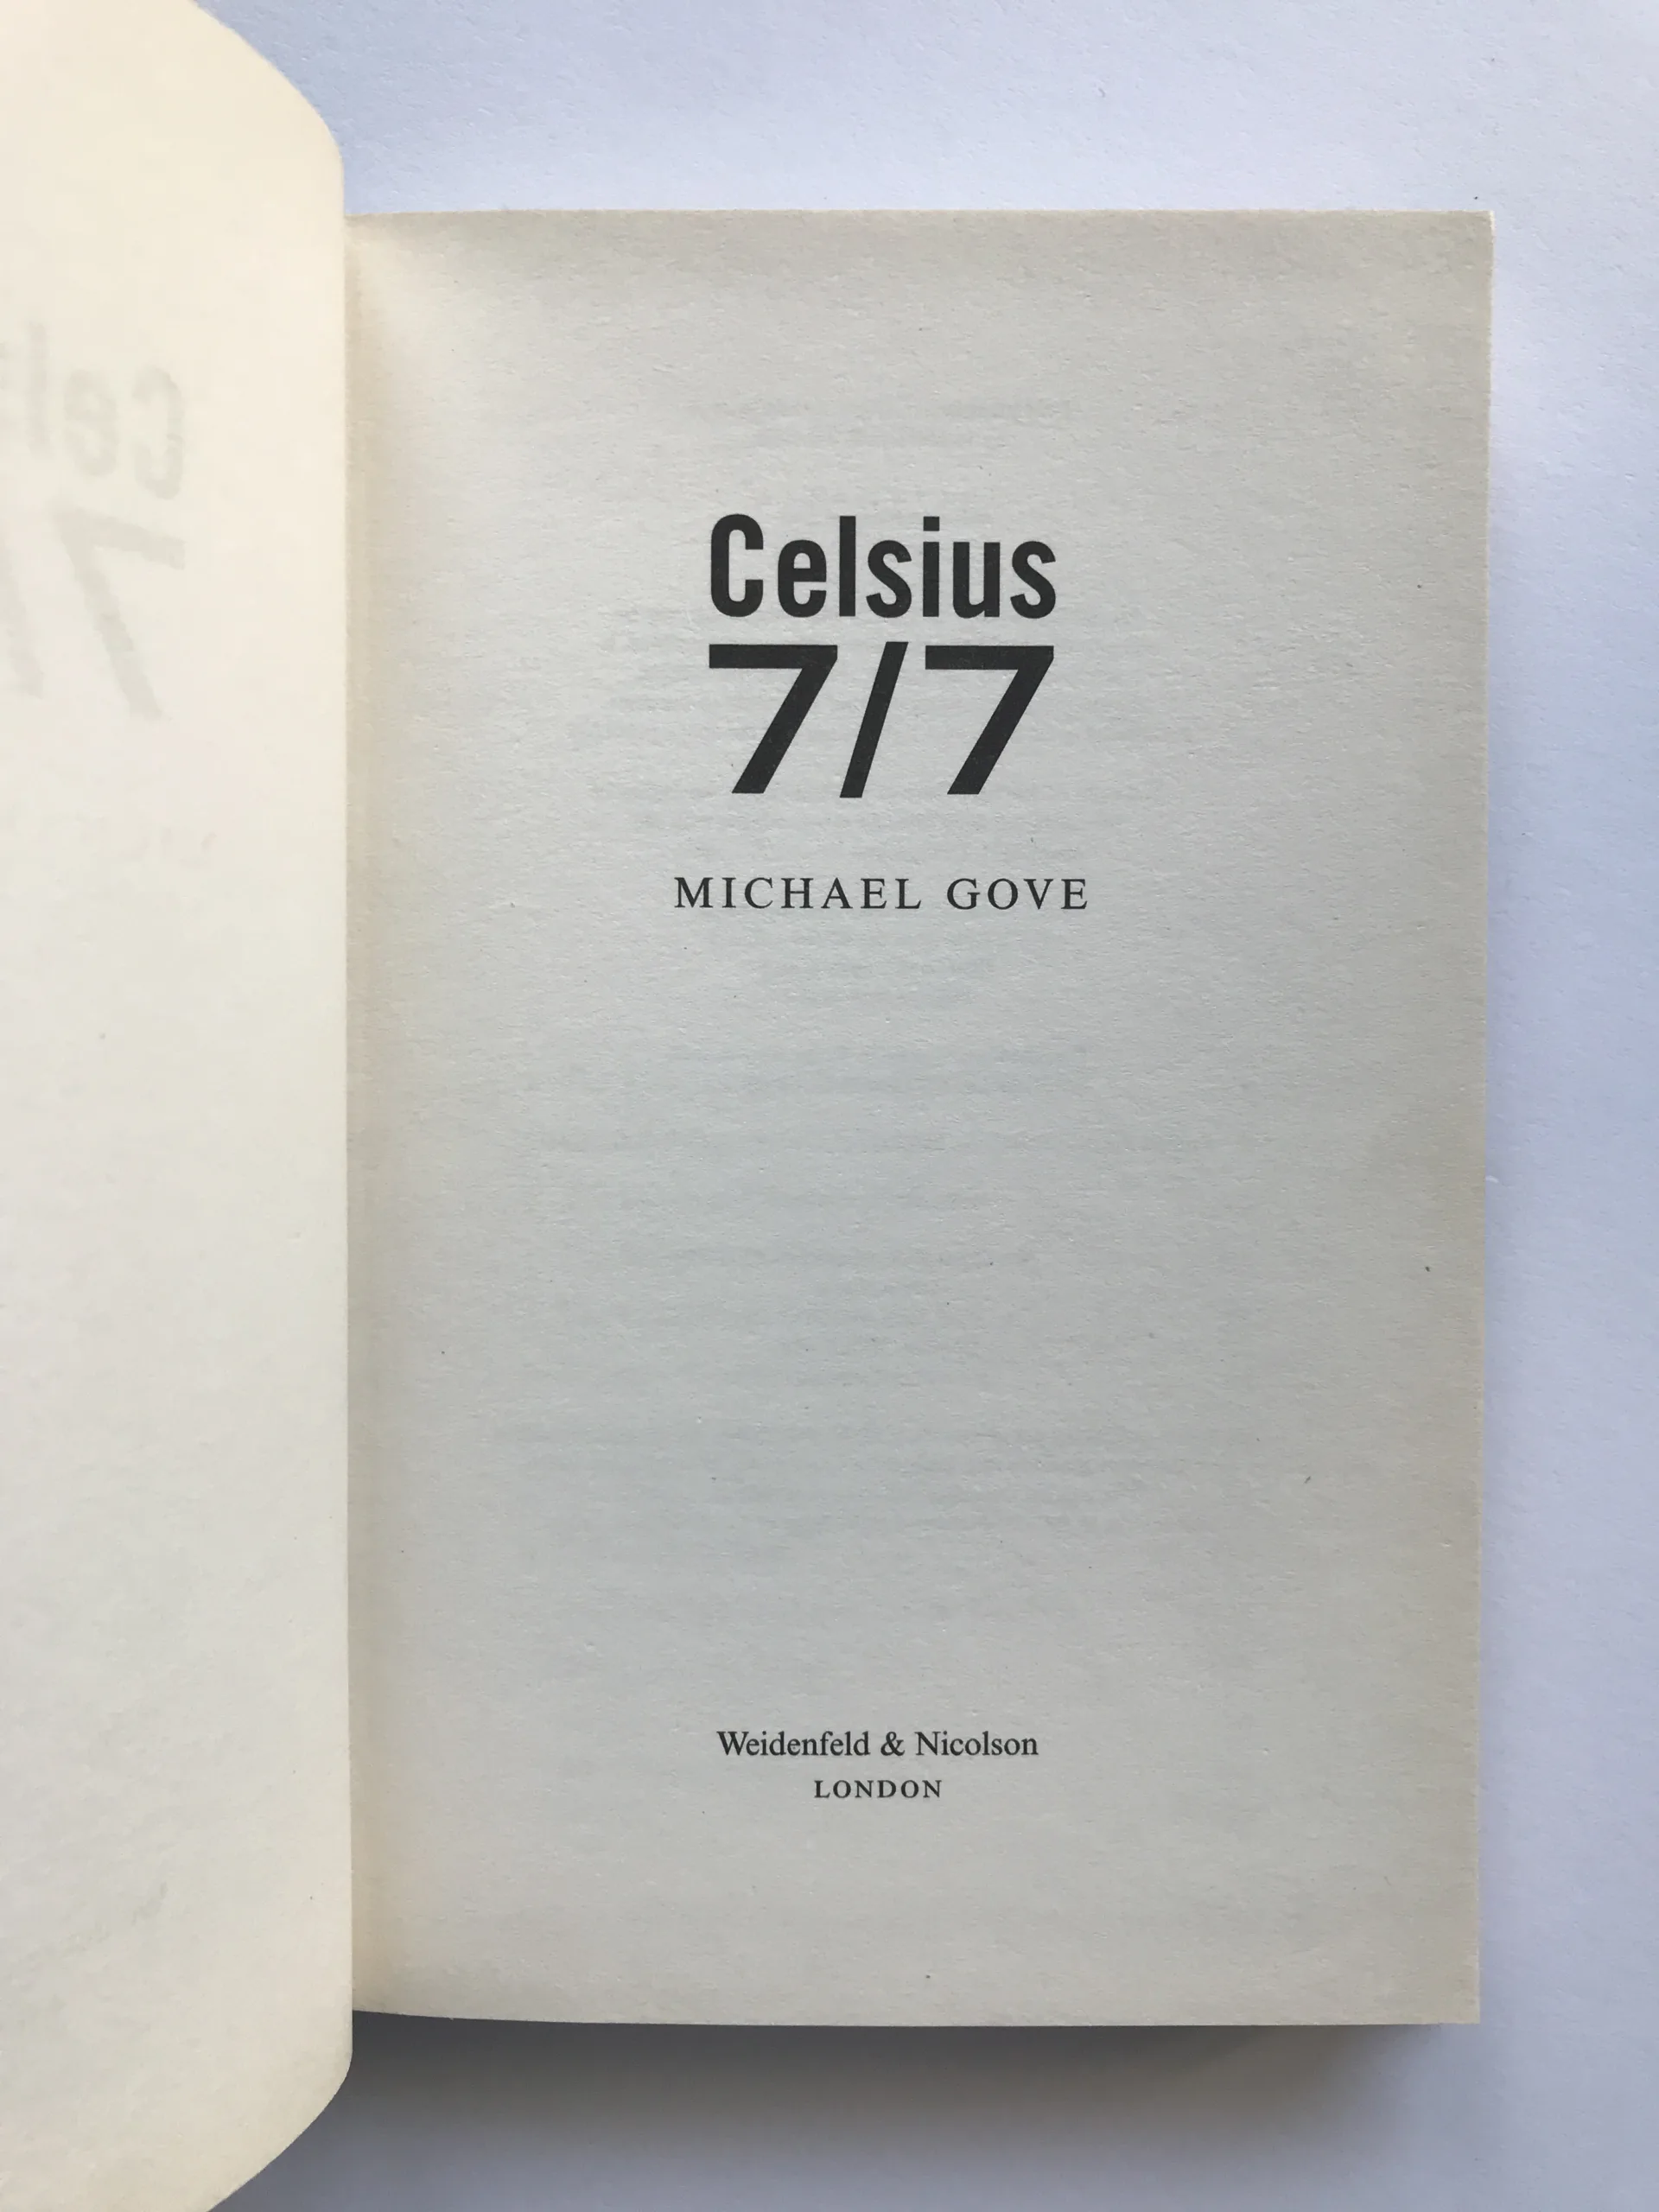 Celsius
7/7
MICHAEL GOVE
Weidenfeld & Nicolson
LONDON